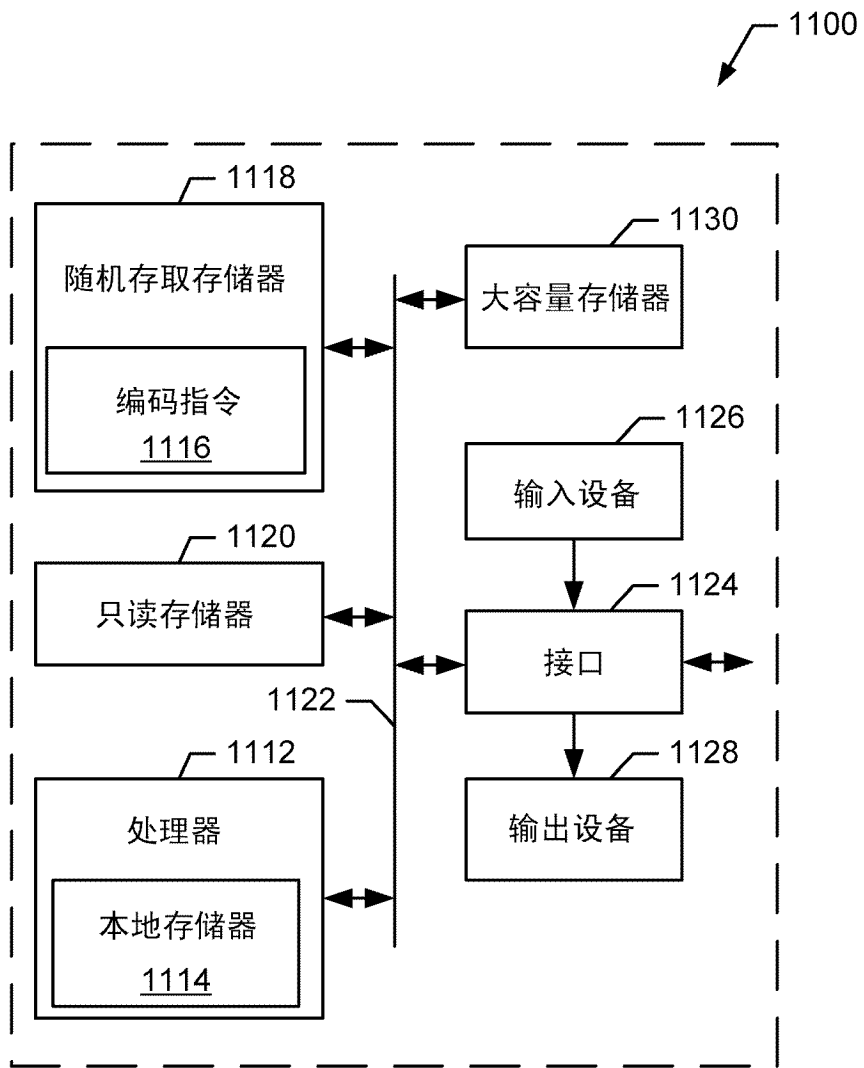 1100
1118
随机存取存储器
编码指令
1116
1130
大容量存储器
1126
输入设备
1120
只读存储器
1124
接口
1122
1112
处理器
本地存储器
1114
1128
输出设备